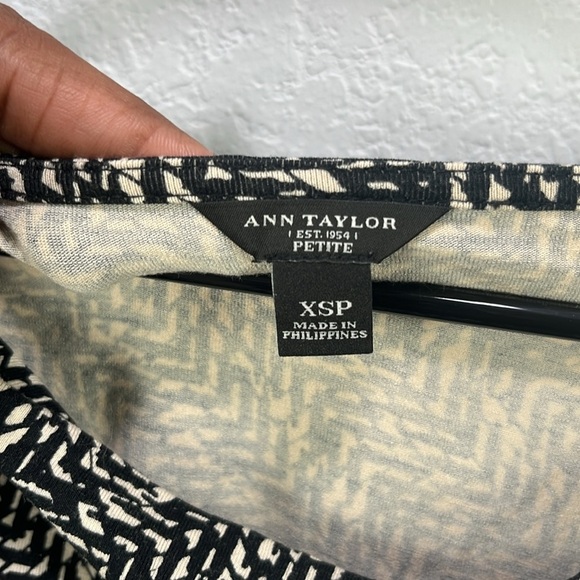 ANN TAYLOR
EST. 1954
PETITE
XSP
MADE IN
PHILIPPINES